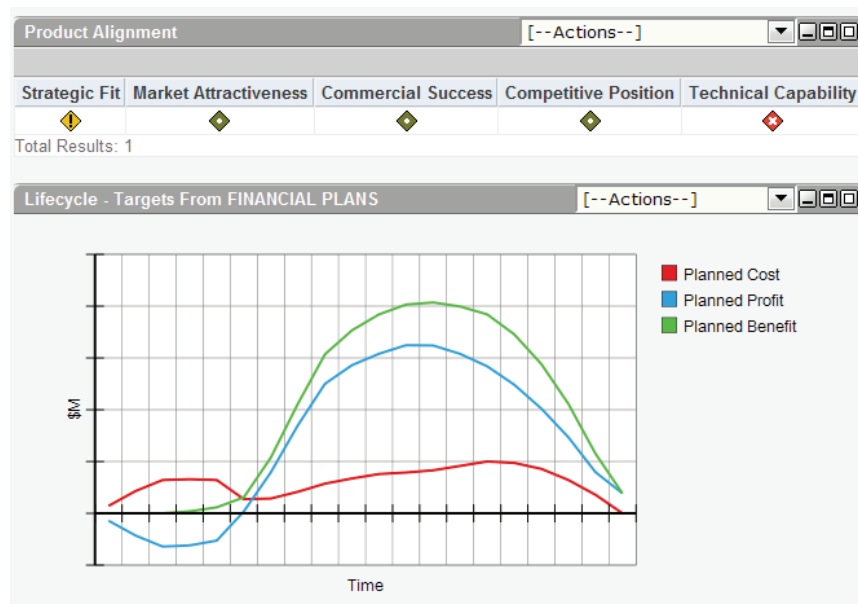 Product Alignment [--Actions--]
Strategic Fit Market Attractiveness Commercial Success Competitive Position Technical Capability
Total Results: 1
Lifecycle - Targets From FINANCIAL PLANS [--Actions--]
Planned Cost
Planned Profit
Planned Benefit
$M
Time